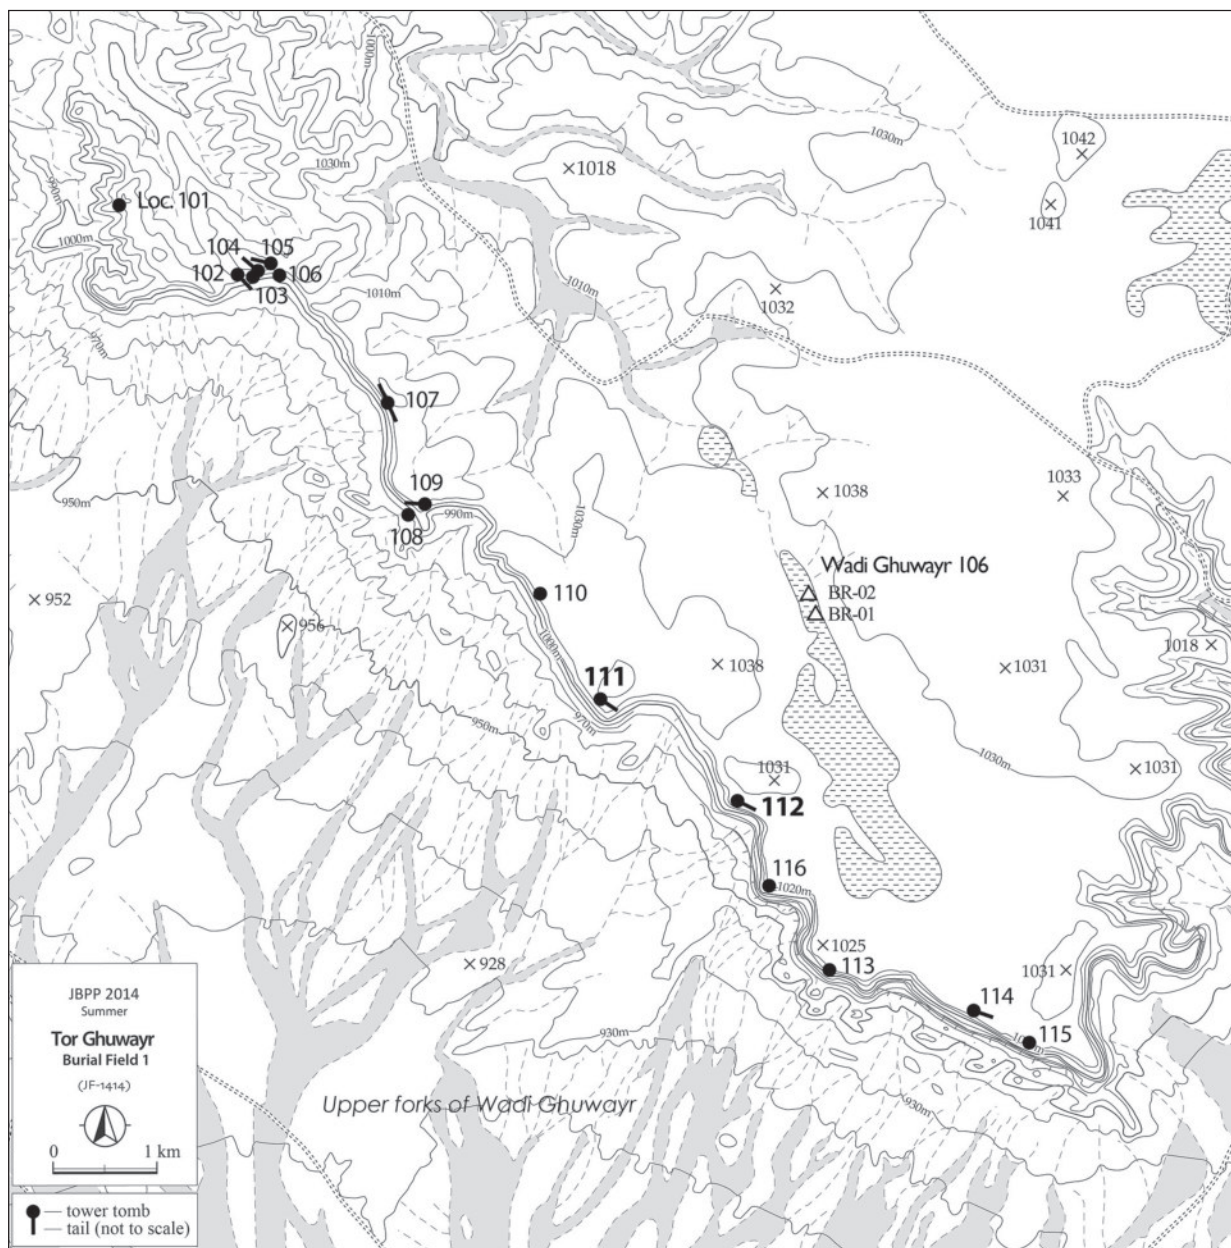 1000m
1030m
1042
1018
1030m
990m
1041
Loc. 101
1000m
105
104
102
106
103
1010m
1010m
1032
970m
107
1038
1033
109
950m
990m
1030m
108
Wadi Ghuwayr 106
BR-02
952
110
BR-01
956
1000m
1018
1038
1031
111
970m
950m
1030m
1031
1031
112
116
1020m
1025
928
1031
113
JBPP 2014
Summer
Tor Ghuwayr
Burial Field 1
(JF-1414)
0 1 km
114
930m
115
Upper forks of Wadi Ghuwayr
930m
tower tomb
tail (not to scale)